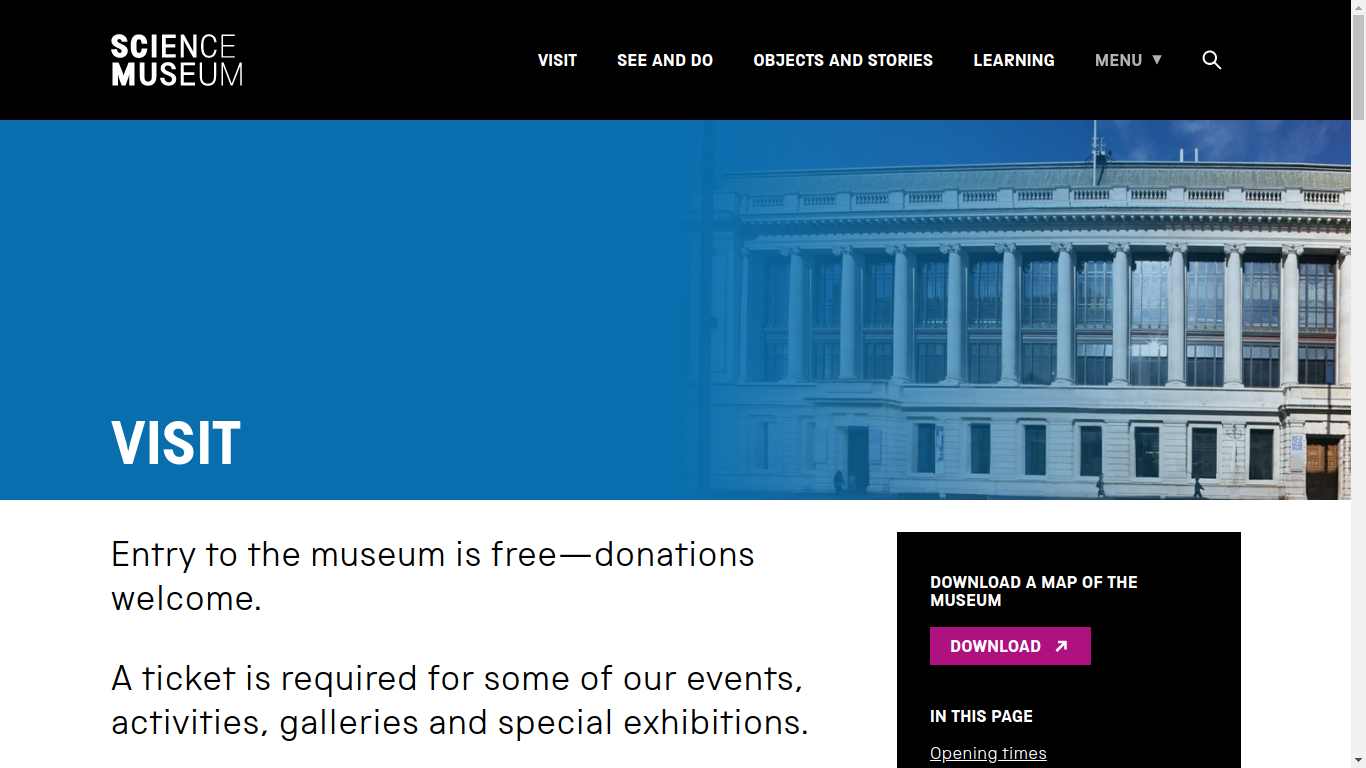 SCIENCE
MUSEUM
VISIT
SEE AND DO
OBJECTS AND STORIES
LEARNING
MENU ▼
VISIT
Entry to the museum is free—donations
welcome.
A ticket is required for some of our events,
activities, galleries and special exhibitions.
DOWNLOAD A MAP OF THE
MUSEUM
DOWNLOAD
IN THIS PAGE
Opening times